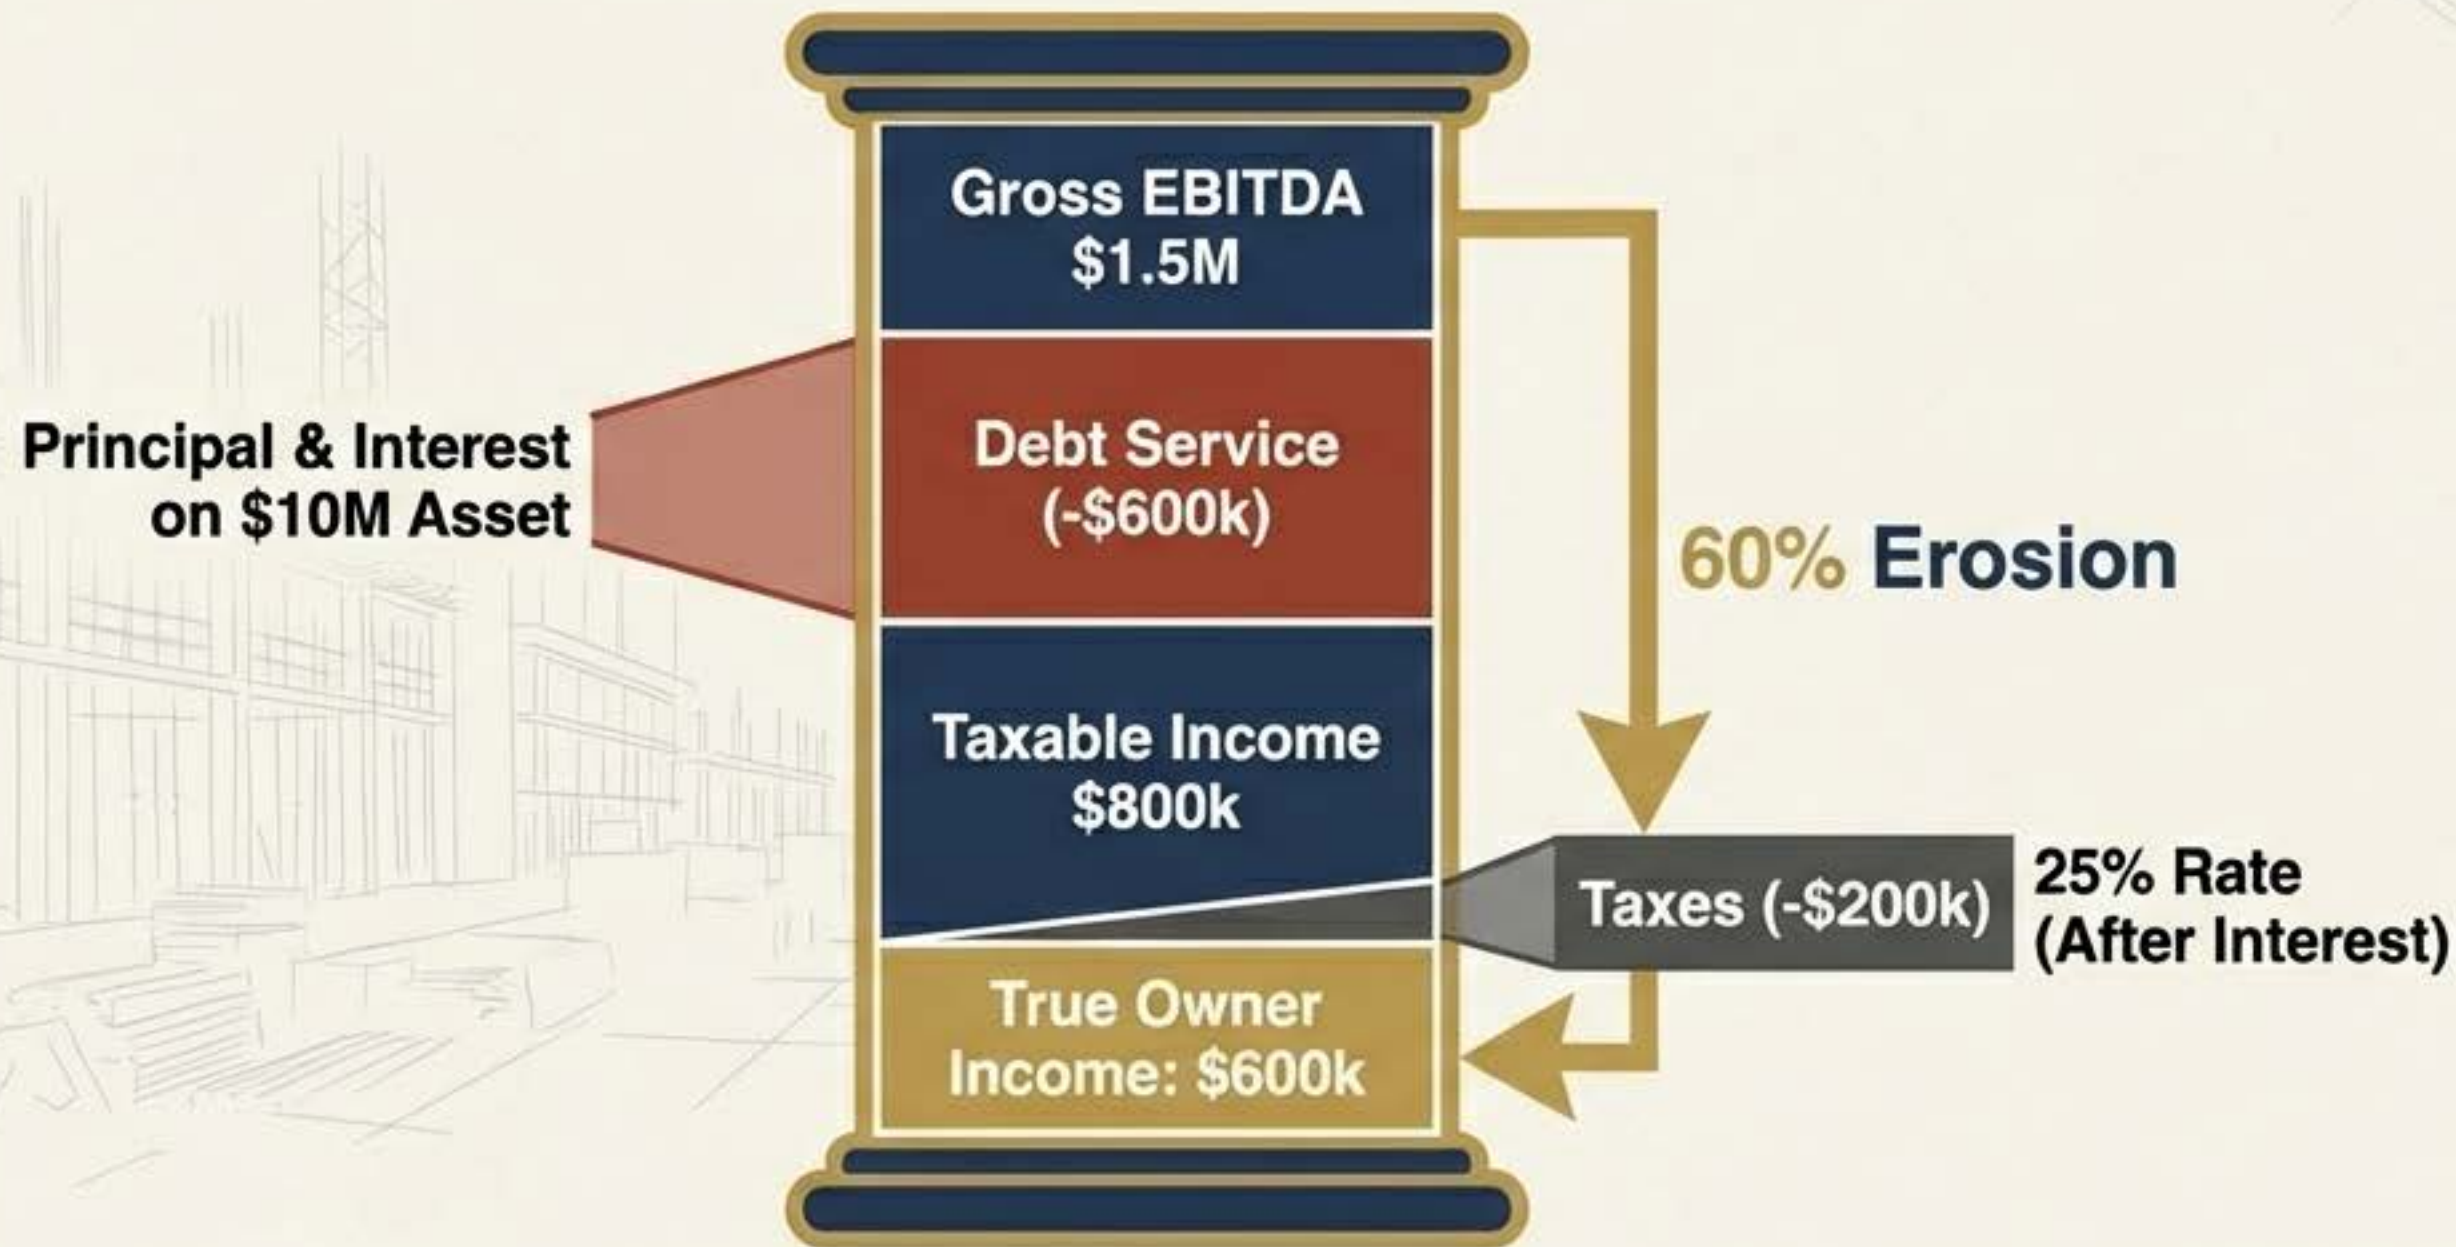 Gross EBITDA
$1.5M
Principal & Interest
on $10M Asset
Debt Service
(-$600k)
60% Erosion
Taxable Income
$800k
Taxes (-$200k)
25% Rate
(After Interest)
True Owner
Income: $600k